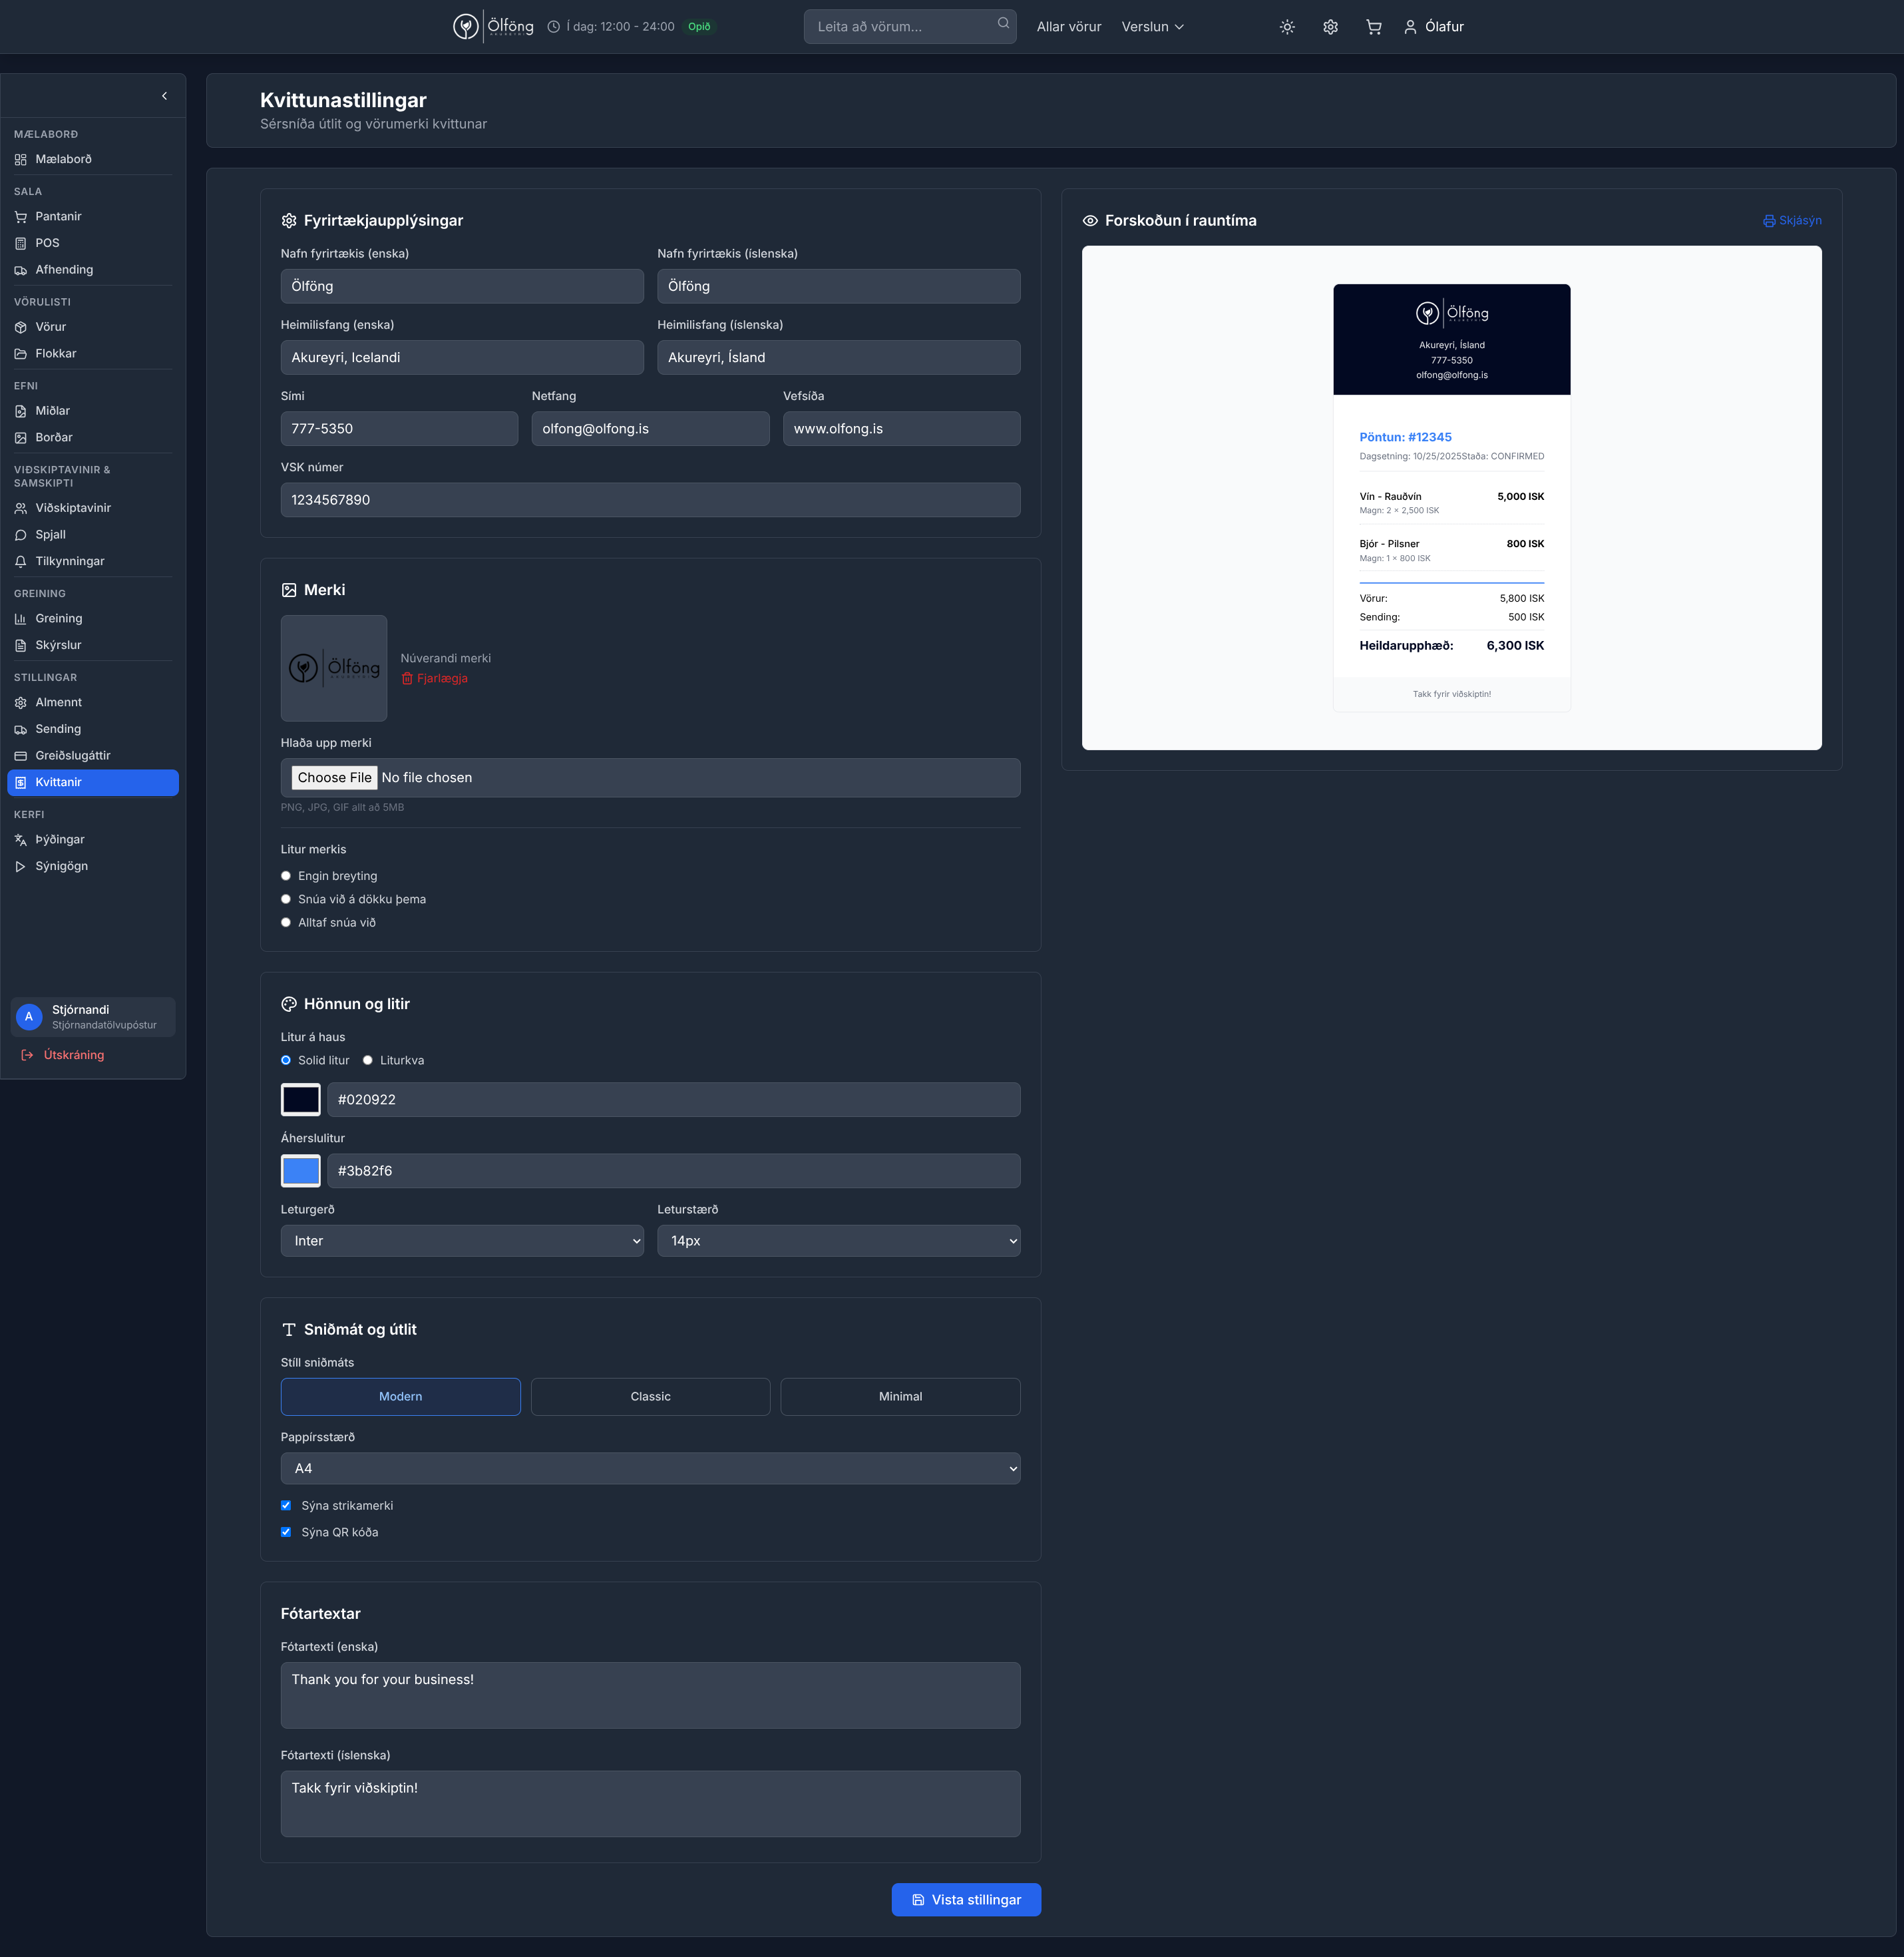 Ölföng
Í dag: 12:00 - 24:00
Opið
Leita að vörum...
Allar vörur
Verslun
Ólafur
MÆLABORÐ
Mælaborð
SALA
Pantanir
POS
Afhending
VÖRULISTI
Vörur
Flokkar
EFNI
Miðlar
Borðar
VIÐSKIPTAVINIR &
SAMSKIPTI
Viðskiptavinir
Spjall
Tilkynningar
GREINING
Greining
Skýrslur
STILLINGAR
Almennt
Sending
Greiðslugáttir
Kvittanir
KERFI
Þýðingar
Sýnigögn
A
Stjórnandi
Stjórnandatölvupóstur
Útskráning
Kvittunastillingar
Sérsníða útlit og vörumerki kvittunar
Fyrirtækjaupplýsingar
Nafn fyrirtækis (enska)
Nafn fyrirtækis (íslenska)
Ölföng
Ölföng
Heimilisfang (enska)
Heimilisfang (íslenska)
Akureyri, Icelandi
Akureyri, Ísland
Sími
Netfang
Vefsíða
777-5350
olfong@olfong.is
www.olfong.is
VSK númer
1234567890
Merki
Ölföng
Núverandi merki
Fjarlægja
Hlaða upp merki
Choose File No file chosen
PNG, JPG, GIF allt að 5MB
Litur merkis
Engin breyting
Snúa við á dökku þema
Alltaf snúa við
Hönnun og litir
Litur á haus
Solid litur
Liturkva
#020922
Áherslulitur
#3b82f6
Leturgerð
Leturstærð
Inter
14px
Sniðmát og útlit
Stíll sniðmáts
Modern
Classic
Minimal
Pappírsstærð
A4
Sýna strikamerki
Sýna QR kóða
Fótartextar
Fótartexti (enska)
Thank you for your business!
Fótartexti (íslenska)
Takk fyrir viðskiptin!
Vista stillingar
Forskoðun í rauntíma
Skjásýn
Ölföng
Akureyri, Ísland
777-5350
olfong@olfong.is
Pöntun: #12345
Dagsetning: 10/25/2025Staða: CONFIRMED
Vín - Rauðvín
5,000 ISK
Magn: 2 × 2,500 ISK
Bjór - Pilsner
800 ISK
Magn: 1 × 800 ISK
Vörur:
5,800 ISK
Sending:
500 ISK
Heildarupphæð:
6,300 ISK
Takk fyrir viðskiptin!